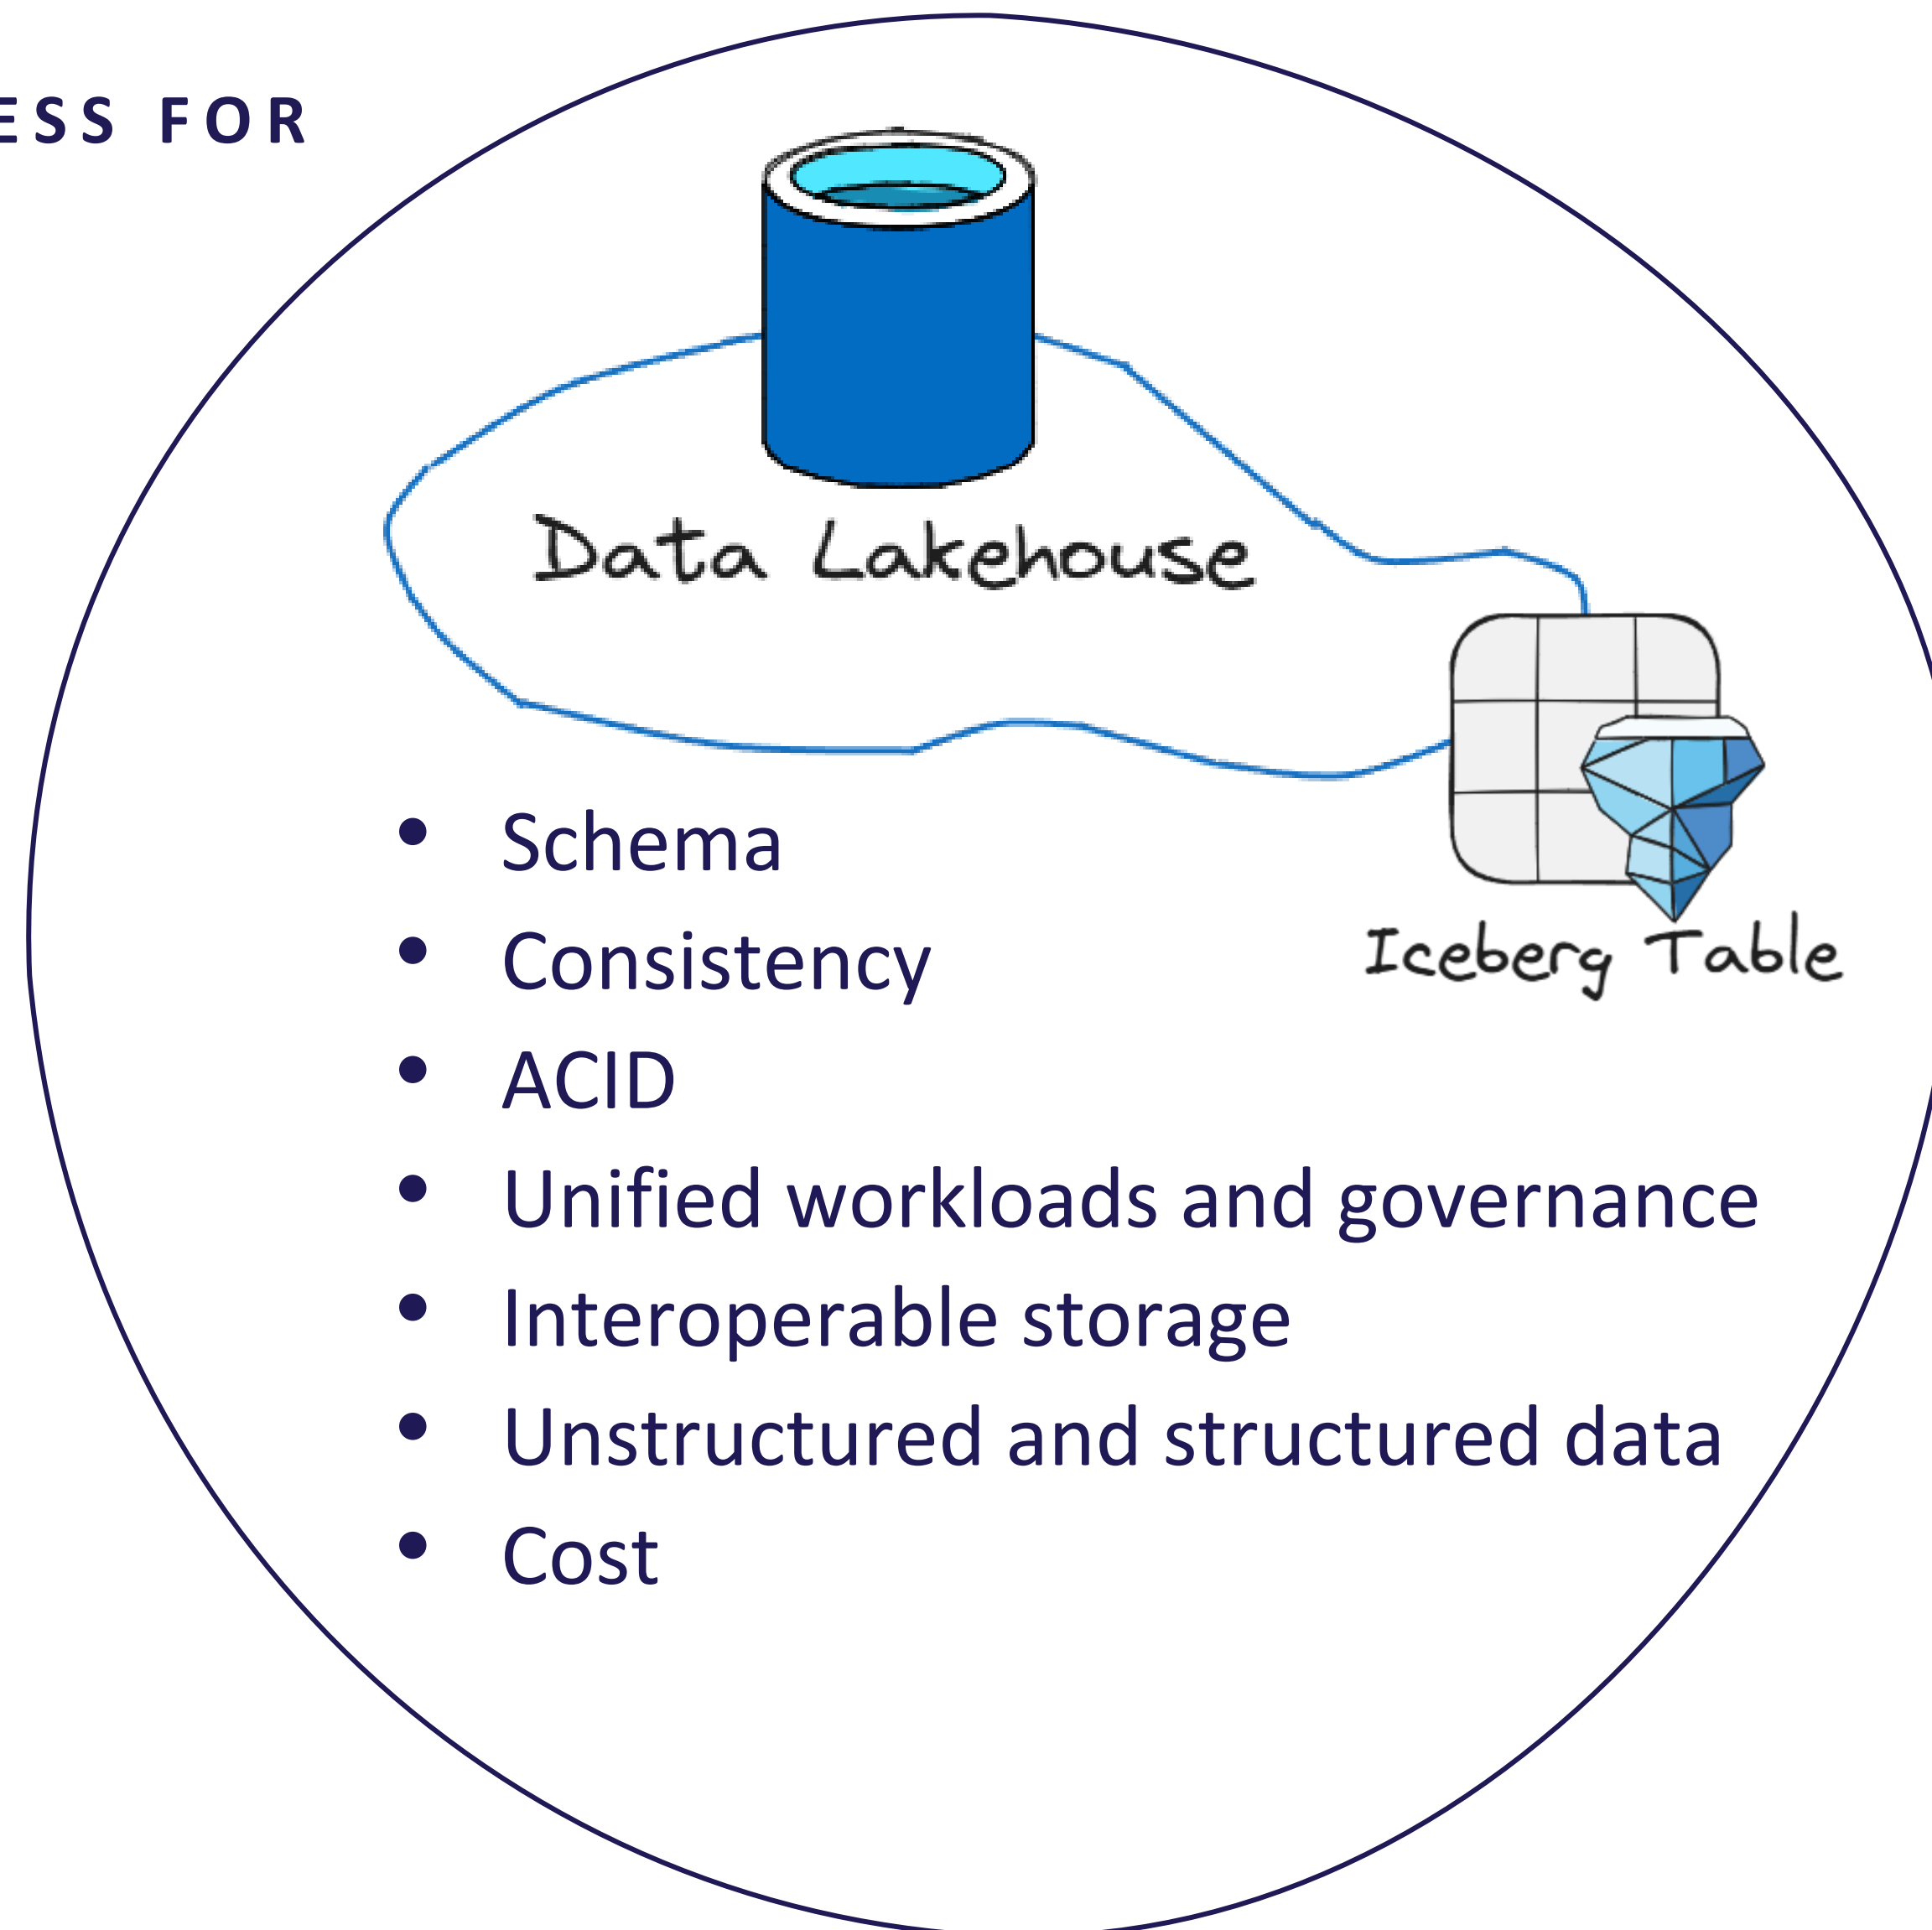 ESS FOR
Data Lakehouse
Iceberg Table
• Schema
• Consistency
• ACID
• Unified workloads and governance
• Interoperable storage
• Unstructured and structured data
• Cost